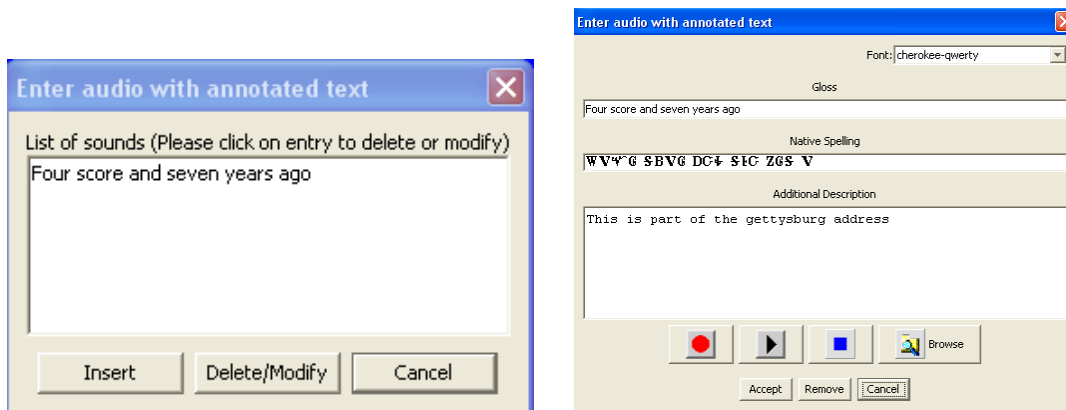 Enter audio with annotated text
List of sounds (Please click on entry to delete or modify)
Four score and seven years ago
Insert Delete/Modify Cancel
Enter audio with annotated text
Font: cherokee-qwerty
Gloss
Four score and seven years ago
Native Spelling
Additional Description
This is part of the gettysburg address
Browse
Accept Remove Cancel